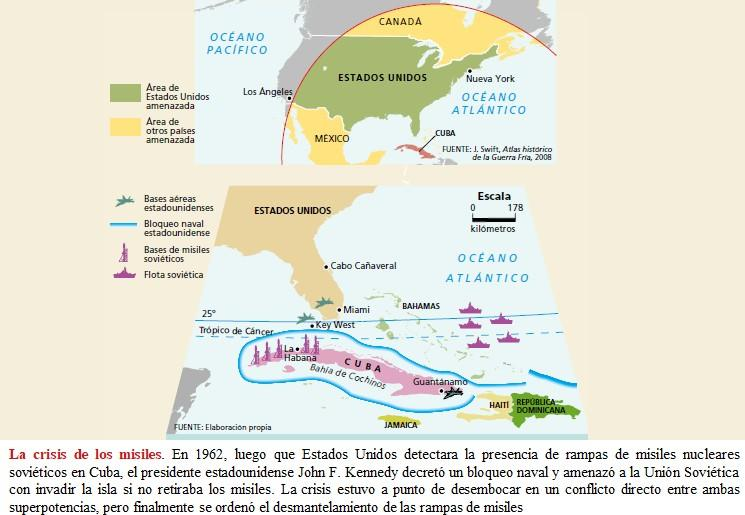 CANADÁ
OCÉANO
PACÍFICO
ESTADOS UNIDOS
Nueva York
Los Ángeles
OCÉANO
ATLÁNTICO
Área de
Estados Unidos
amenazada
Área de
otros países
amenazada
MÉXICO
CUBA
FUENTE: J. Swift, Atlas histórico
de la Guerra Fría, 2008
Bases aéreas
estadounidenses
Bloqueo naval
estadounidense
Bases de misiles
soviéticos
Flota soviética
ESTADOS UNIDOS
Escala
0 178
kilómetros
Cabo Cañaveral
OCÉANO
ATLÁNTICO
Miami
BAHAMAS
25°
Key West
Trópico de Cáncer
La
Habana
CUBA
Bahía de Cochinos
Guantánamo
HAITÍ
REPÚBLICA
DOMINICANA
JAMAICA
FUENTE: Elaboración propia
La crisis de los misiles. En 1962, luego que Estados Unidos detectara la presencia de rampas de misiles nucleares
soviéticos en Cuba, el presidente estadounidense John F. Kennedy decretó un bloqueo naval y amenazó a la Unión Soviética
con invadir la isla si no retiraba los misiles. La crisis estuvo a punto de desembocar en un conflicto directo entre ambas
superpotencias, pero finalmente se ordenó el desmantelamiento de las rampas de misiles